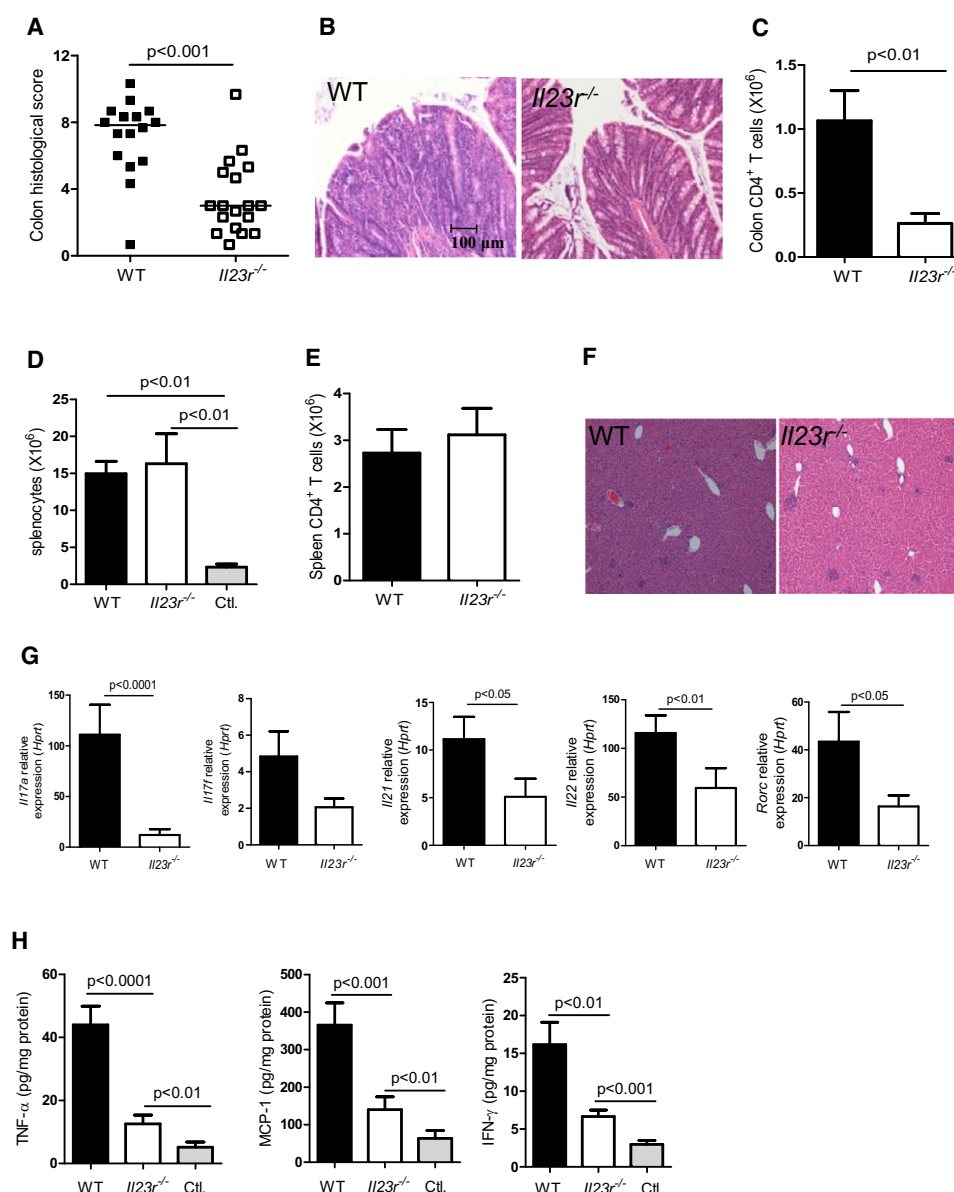 A
p<0.001
Colon histological score
12
8
4
0
WT
Il23r-/-
B
WT
Il23r-/-
100 μm
C
p<0.01
Colon CD4+ T cells (X10⁶)
1.5
1.0
0.5
0.0
WT
Il23r-/-
D
p<0.01
p<0.01
splenocytes (X10⁶)
25
20
15
10
5
0
WT
Il23r-/-
Ctl.
E
Spleen CD4+ T cells (X10⁶)
4
3
2
1
0
WT
Il23r-/-
F
WT
Il23r-/-
G
p<0.0001
Il17a relative
expression (Hprt)
150
100
50
0
WT
Il23r-/-
Il17f relative
expression (Hprt)
8
6
4
2
0
WT
Il23r-/-
p<0.05
Il21 relative
expression (Hprt)
15
10
5
0
WT
Il23r-/-
p<0.01
Il22 relative
expression (Hprt)
150
100
50
0
WT
Il23r-/-
p<0.05
Rorc relative
expression (Hprt)
60
40
20
0
WT
Il23r-/-
H
p<0.0001
p<0.01
TNF-α (pg/mg protein)
60
40
20
0
WT
Il23r-/-
Ctl.
p<0.001
p<0.01
MCP-1 (pg/mg protein)
500
400
300
200
100
0
WT
Il23r-/-
Ctl.
p<0.01
p<0.001
IFN-γ (pg/mg protein)
25
20
15
10
5
0
WT
Il23r-/-
Ctl.